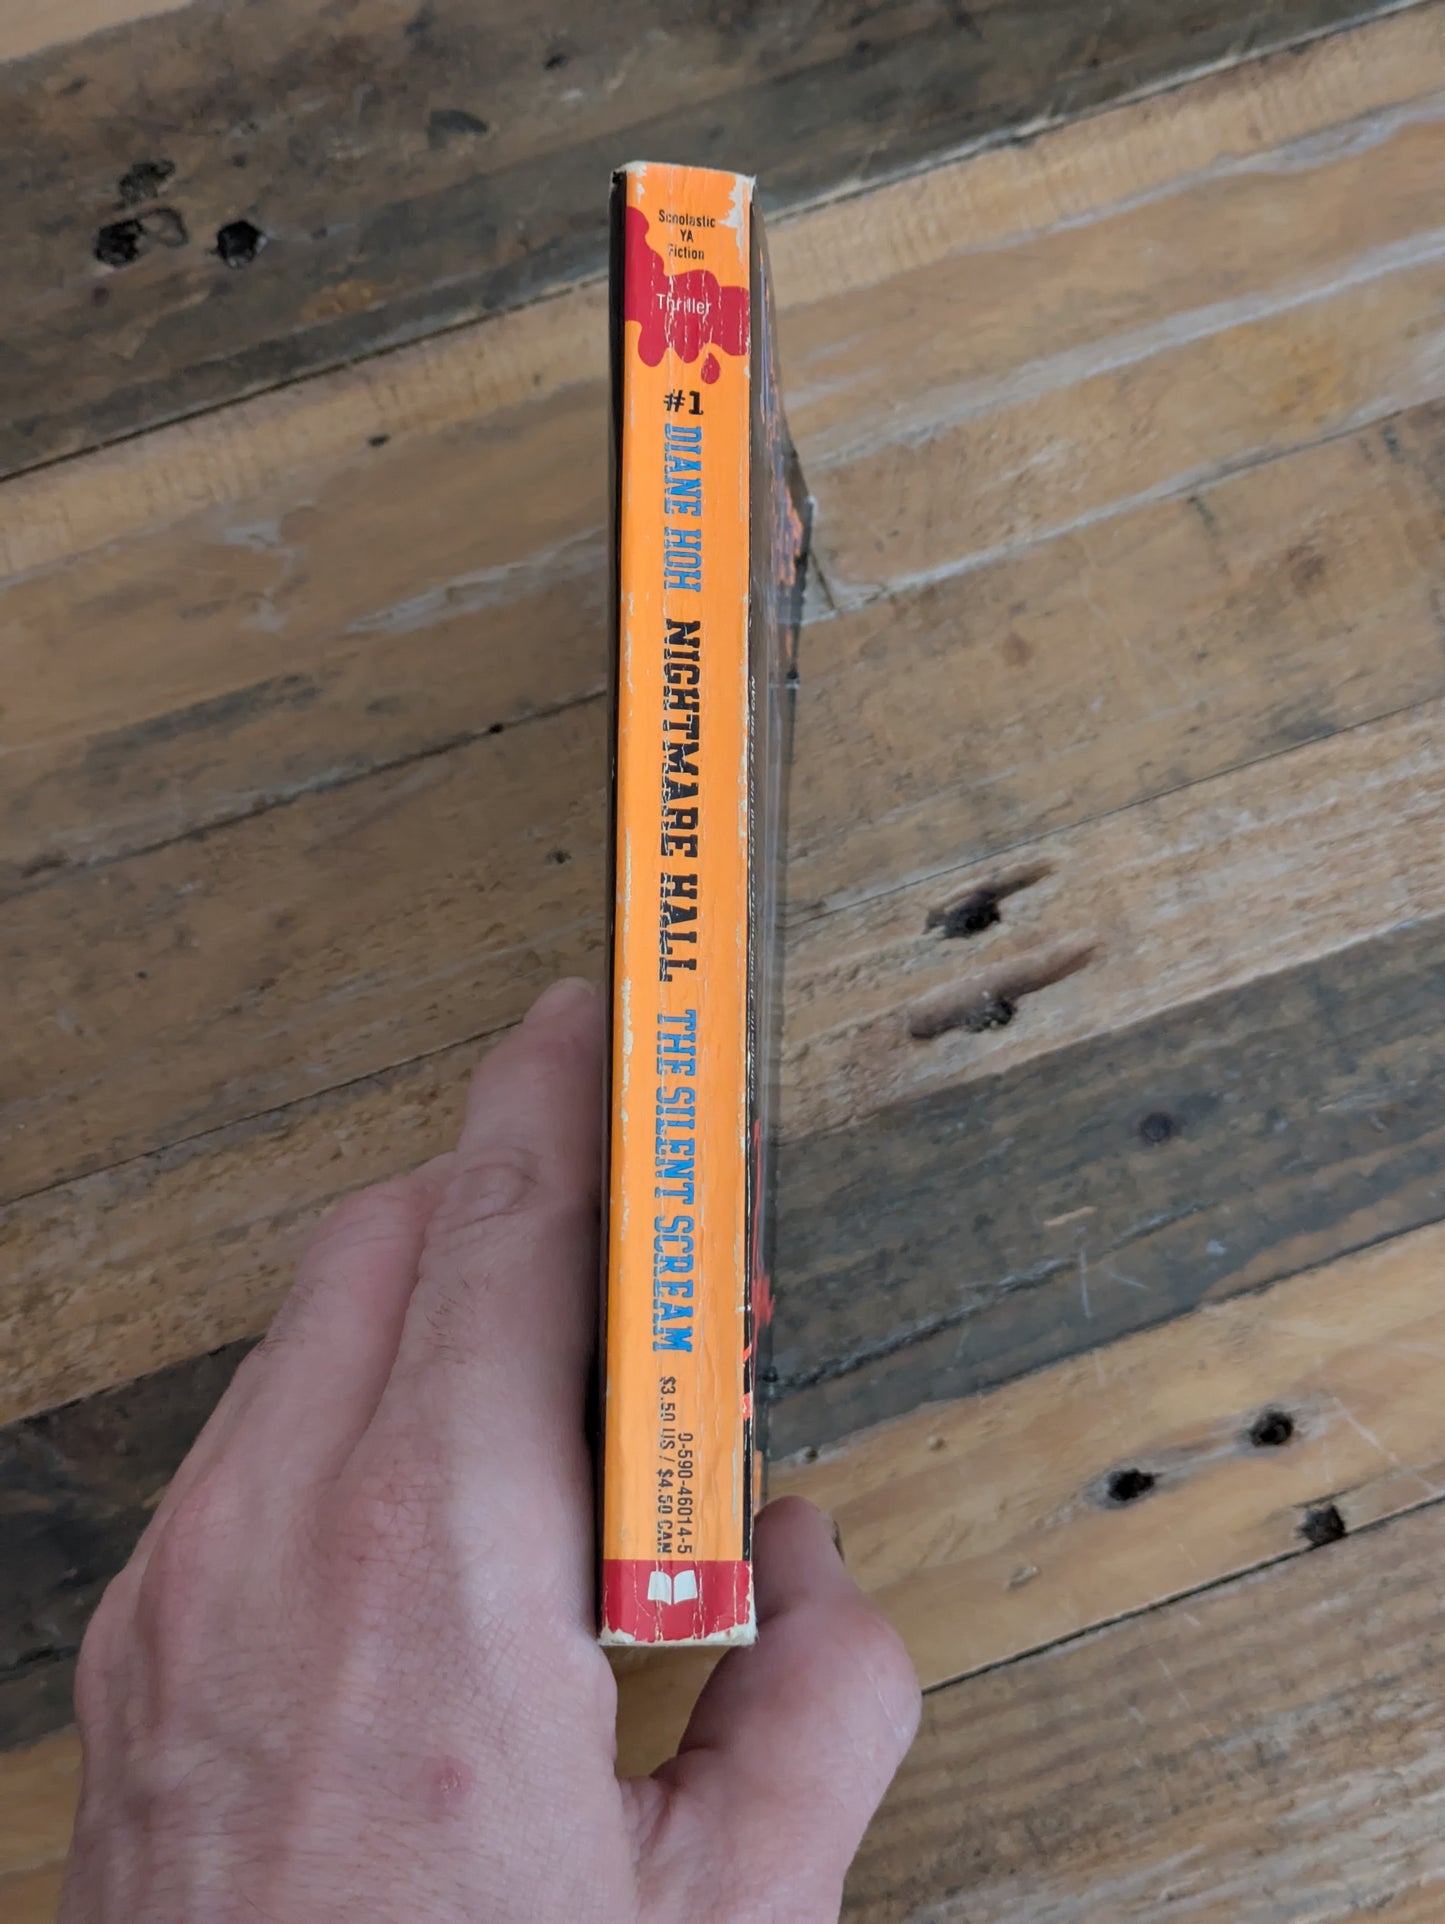 Scholastic
YA
Fiction
Thriller
#1 DIANE HOH NIGHTMARE HALL THE SILENT SCREAM
0-590-46014-5
$3.50 US / $4.50 CAN